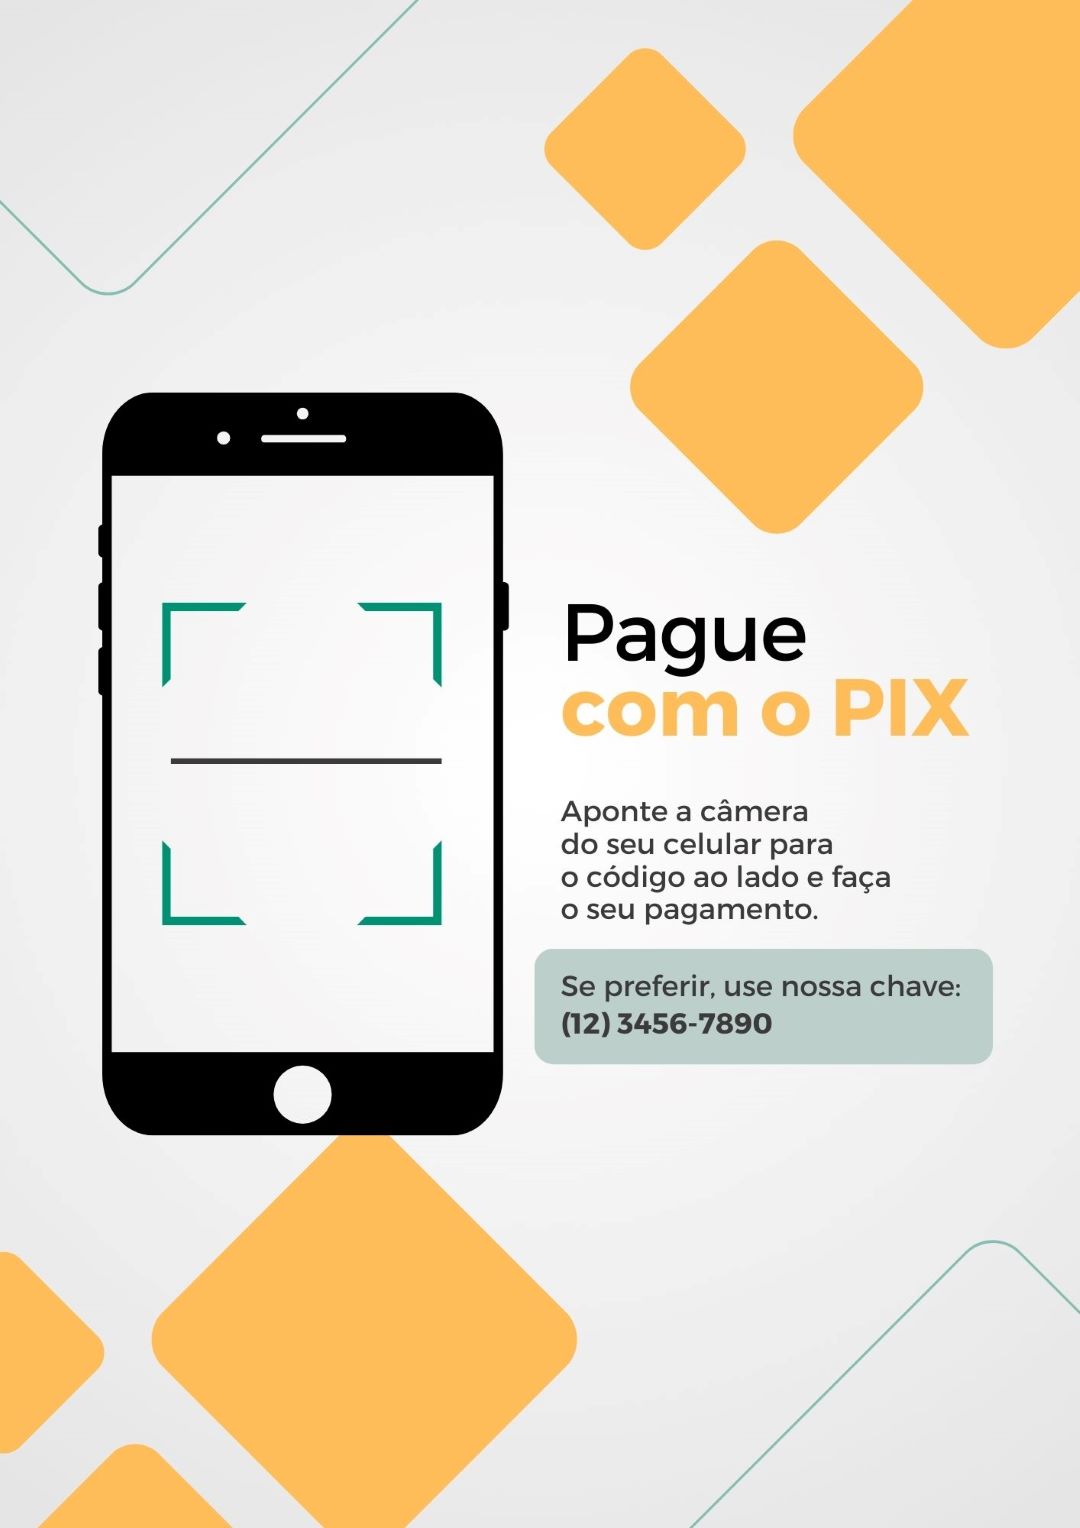 Pague
com o PIX
Aponte a câmera
do seu celular para
o código ao lado e faça
o seu pagamento.
Se preferir, use nossa chave:
(12) 3456-7890